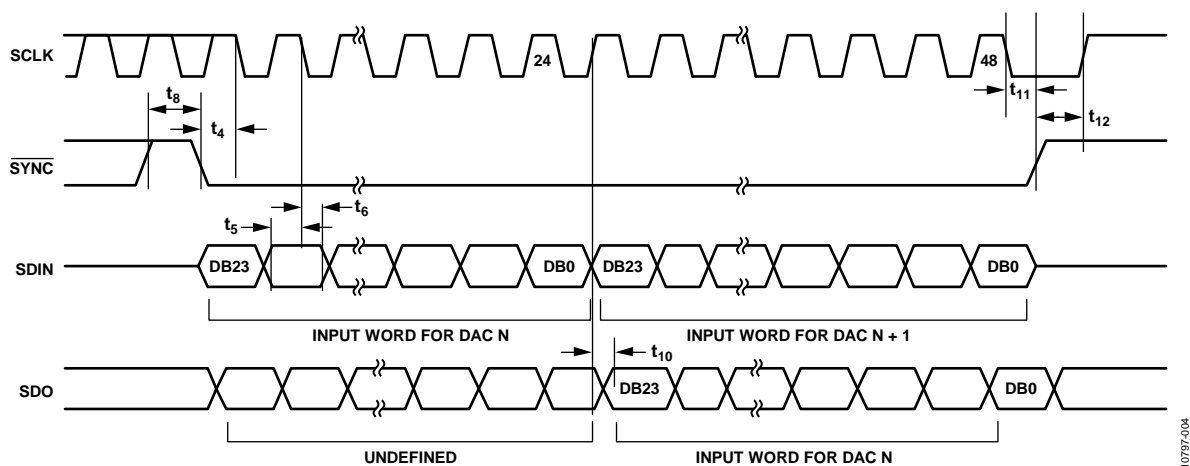 SCLK
24
48
t8
t4
t11
t12
SYNC
t5
t6
SDIN
DB23
DB0
DB23
DB0
INPUT WORD FOR DAC N
INPUT WORD FOR DAC N + 1
t10
SDO
DB23
DB0
UNDEFINED
INPUT WORD FOR DAC N
10797-004